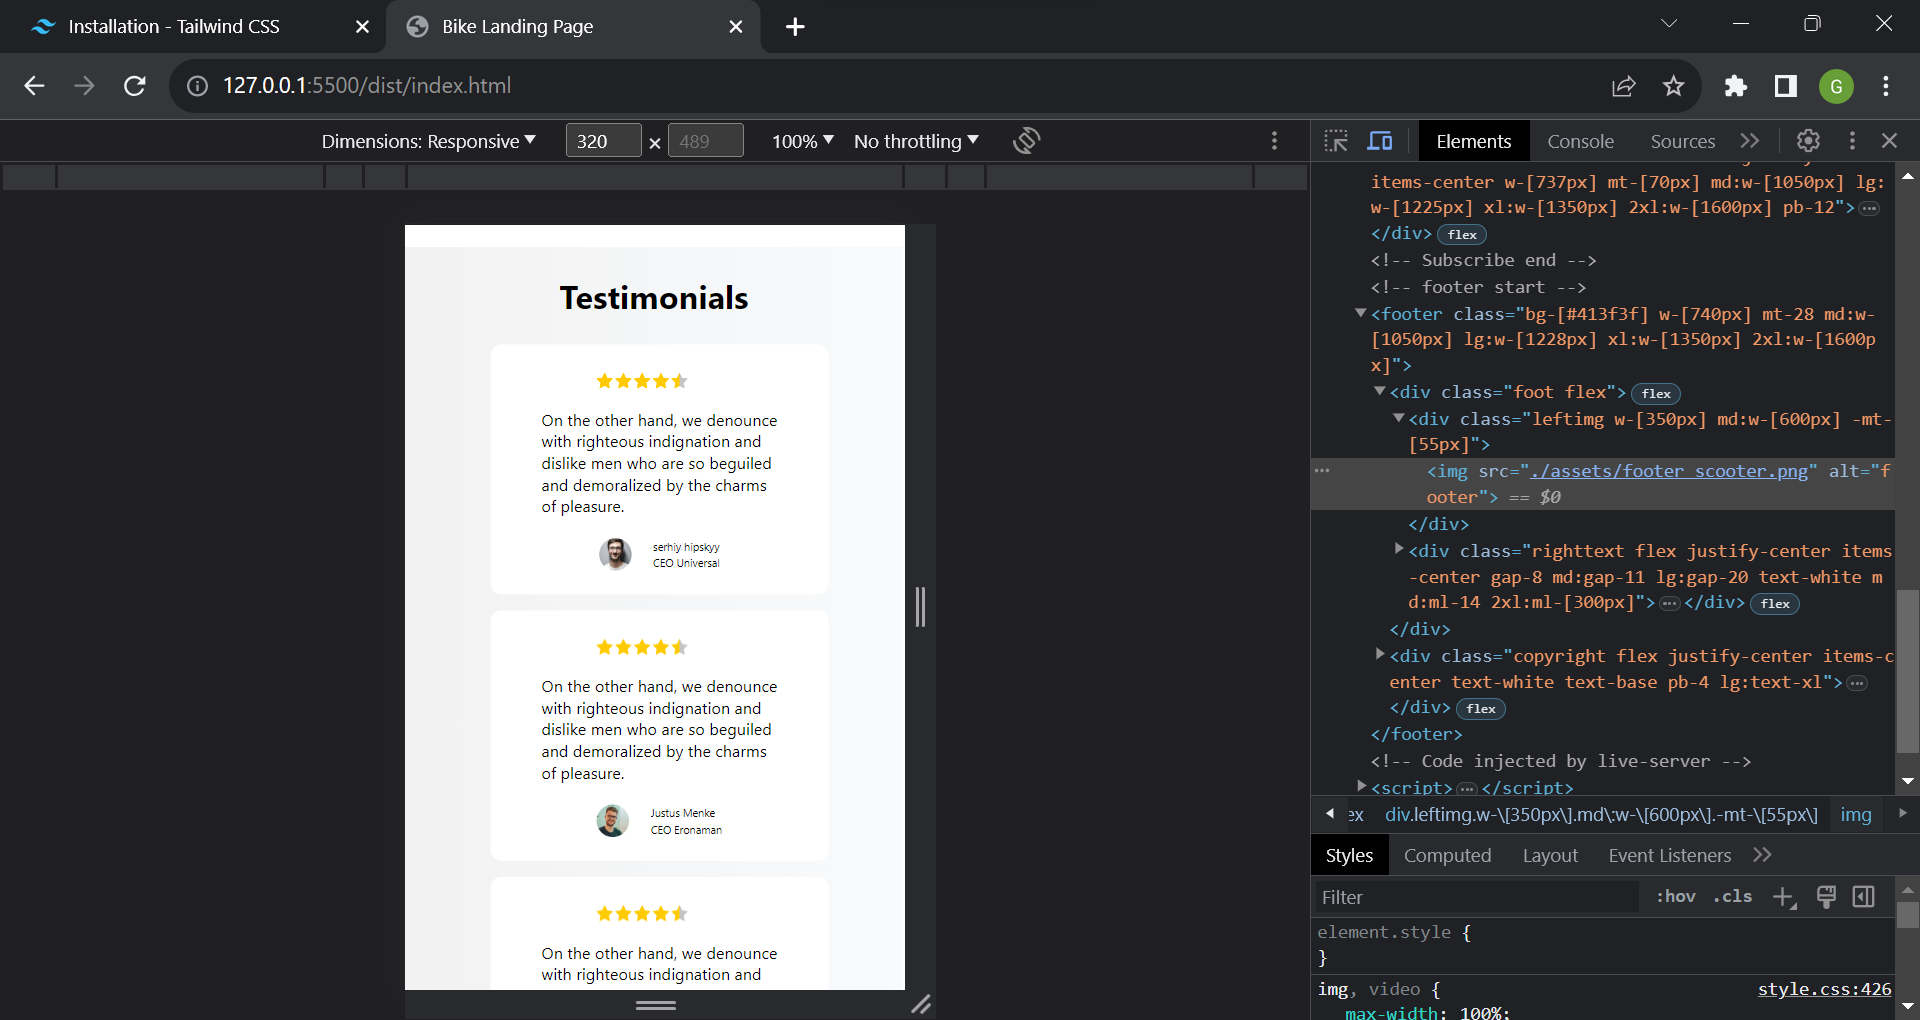 Installation - Tailwind CSS
Bike Landing Page
127.0.0.1:5500/dist/index.html
G
Dimensions: Responsive
320 × 489
100%
No throttling
Elements
Console
Sources
Testimonials
On the other hand, we denounce
with righteous indignation and
dislike men who are so beguiled
and demoralized by the charms
of pleasure.
serhiy hipskyy
CEO Universal
On the other hand, we denounce
with righteous indignation and
dislike men who are so beguiled
and demoralized by the charms
of pleasure.
Justus Menke
CEO Eronaman
On the other hand, we denounce
with righteous indignation and
items-center w-[737px] mt-[70px] md:w-[1050px] lg:
w-[1225px] xl:w-[1350px] 2xl:w-[1600px] pb-12">
</div> flex
<!-- Subscribe end -->
<!-- footer start -->
<footer class="bg-[#413f3f] w-[740px] mt-28 md:w-
[1050px] lg:w-[1228px] xl:w-[1350px] 2xl:w-[1600p
x]">
<div class="foot flex"> flex
<div class="leftimg w-[350px] md:w-[600px] -mt-
[55px]">
<img src="./assets/footer_scooter.png" alt="f
ooter"> == $0
</div>
<div class="righttext flex justify-center items
-center gap-8 md:gap-11 lg:gap-20 text-white m
d:ml-14 2xl:ml-[300px]"> </div> flex
</div>
<div class="copyright flex justify-center items-c
enter text-white text-base pb-4 lg:text-xl">
</div> flex
</footer>
<!-- Code injected by live-server -->
<script> </script>
ex div.leftimg.w-\[350px\].md\:w-\[600px\].-mt-\[55px\] img
Styles
Computed
Layout
Event Listeners
Filter
:hov .cls
element.style {
}
img, video { style.css:426
max-width: 100%;